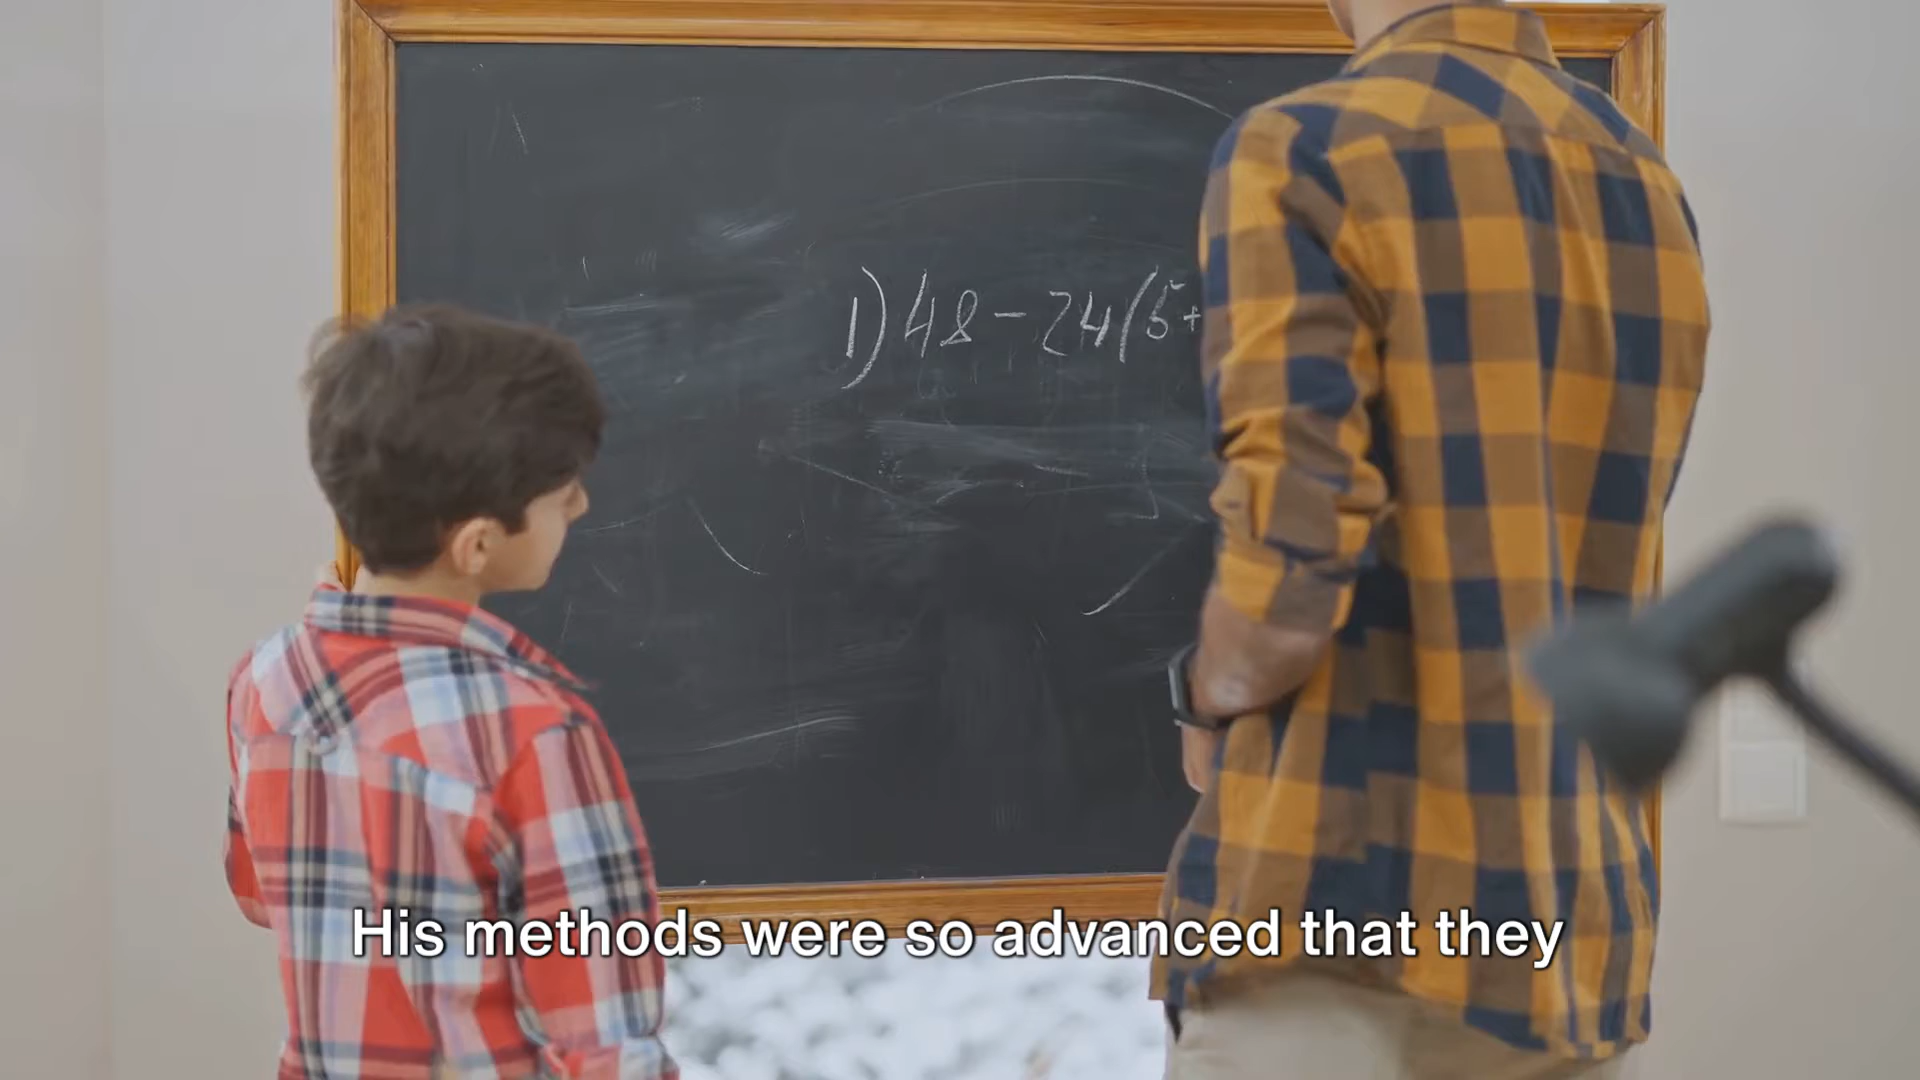 1) 48 - 24(5+
His methods were so advanced that they